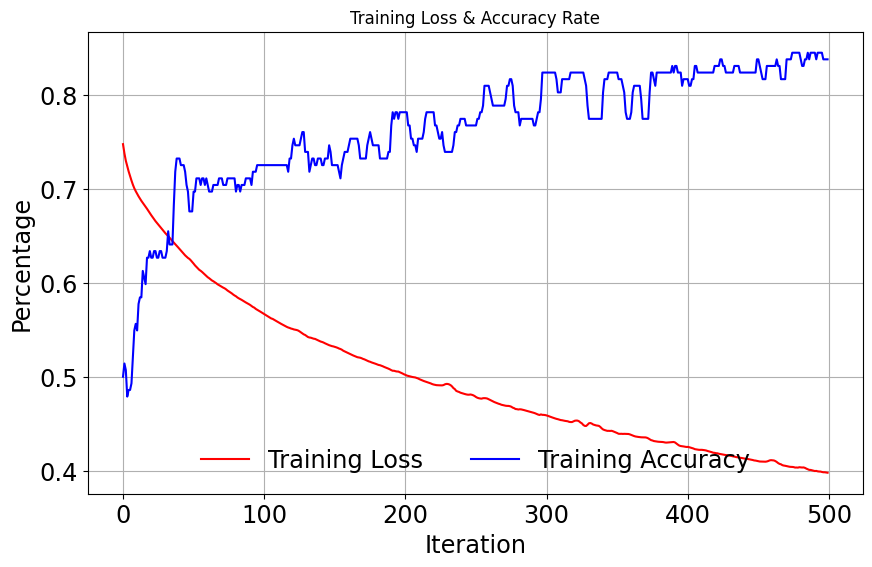 Training Loss & Accuracy Rate
0.8
0.7
0.6
0.5
0.4
Percentage
Training Loss
Training Accuracy
0 100 200 300 400 500
Iteration